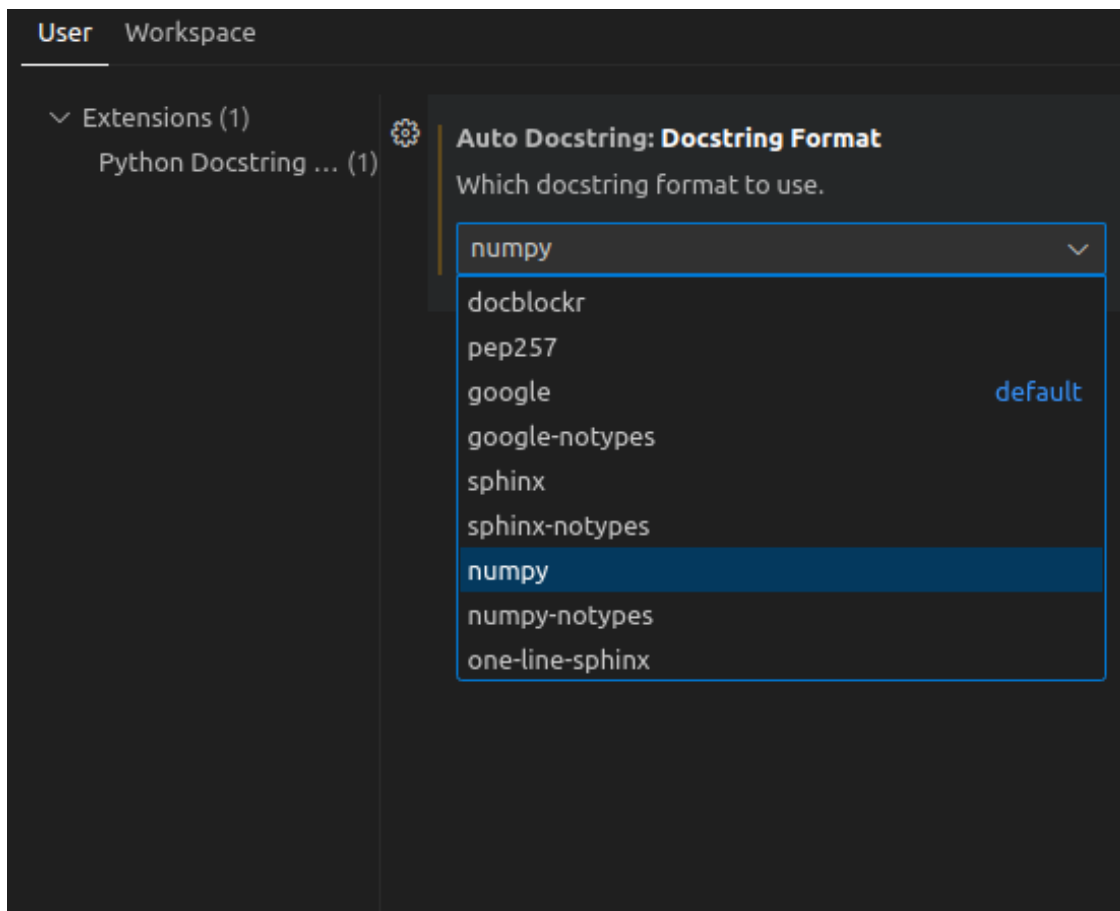 User Workspace
Extensions (1)
Python Docstring ... (1)
Auto Docstring: Docstring Format
Which docstring format to use.
numpy
docblockr
pep257
google default
google-notypes
sphinx
sphinx-notypes
numpy
numpy-notypes
one-line-sphinx